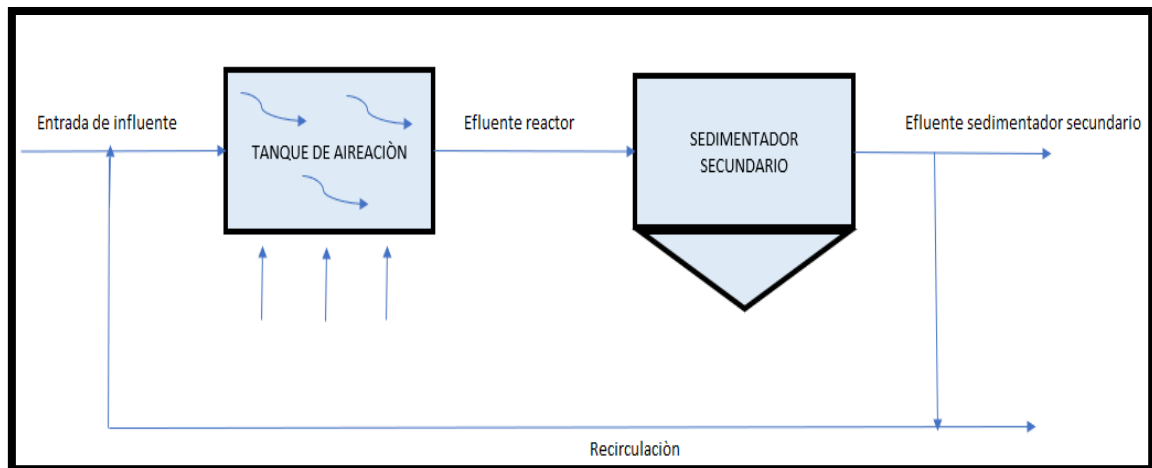 Entrada de influente
TANQUE DE AIREACIÒN
Efluente reactor
SEDIMENTADOR
SECUNDARIO
Efluente sedimentador secundario
Recirculaciòn